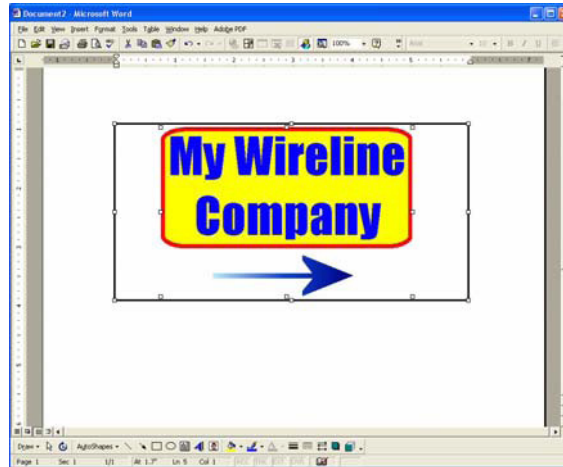 Document2 - Microsoft Word
File Edit View Insert Format Tools Table Window Help Adobe PDF
100%
My Wireline
Company
Draw AutoShapes
Page 1 Sec 1 1/1 At 1.7" Ln 5 Col 1